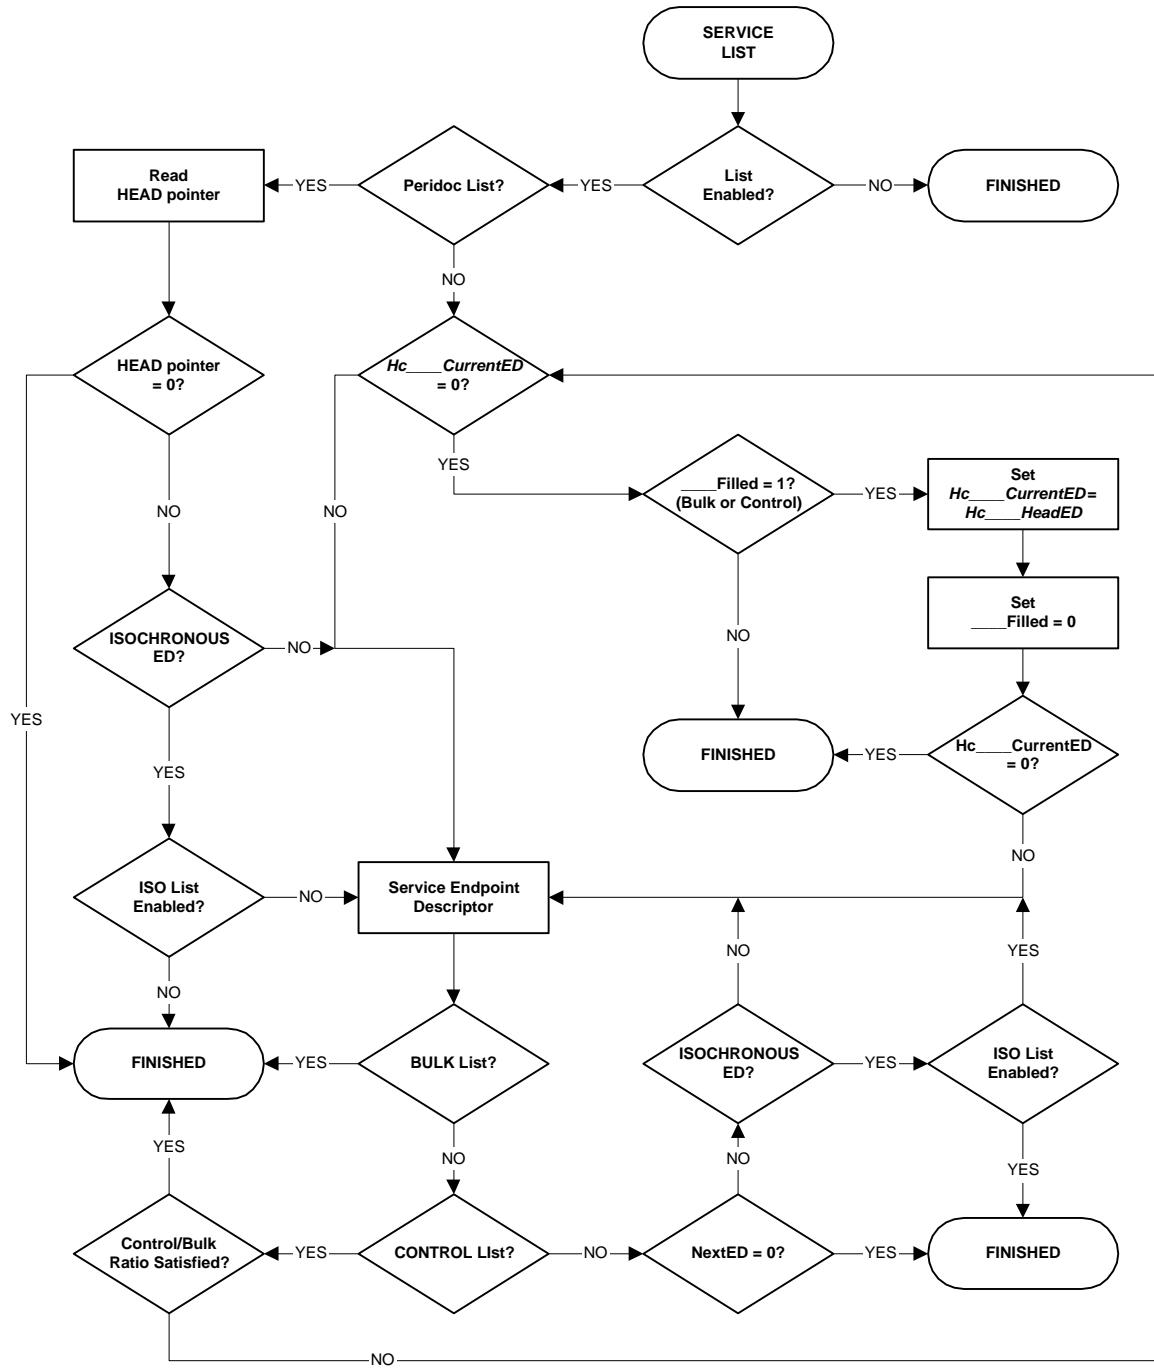 SERVICE
LIST
Read
HEAD pointer
YES
Peridoc List?
YES
List
Enabled?
NO
FINISHED
NO
HEAD pointer
= 0?
Hc____CurrentED
= 0?
YES
____Filled = 1?
(Bulk or Control)
YES
Set
Hc____CurrentED=
Hc____HeadED
NO
NO
Set
____Filled = 0
ISOCHRONOUS
ED?
NO
NO
YES
FINISHED
YES
Hc____CurrentED
= 0?
YES
NO
ISO List
Enabled?
NO
Service Endpoint
Descriptor
NO
YES
NO
FINISHED
YES
BULK List?
ISOCHRONOUS
ED?
YES
ISO List
Enabled?
YES
NO
NO
YES
Control/Bulk
Ratio Satisfied?
YES
CONTROL LIst?
NO
NextED = 0?
YES
FINISHED
NO